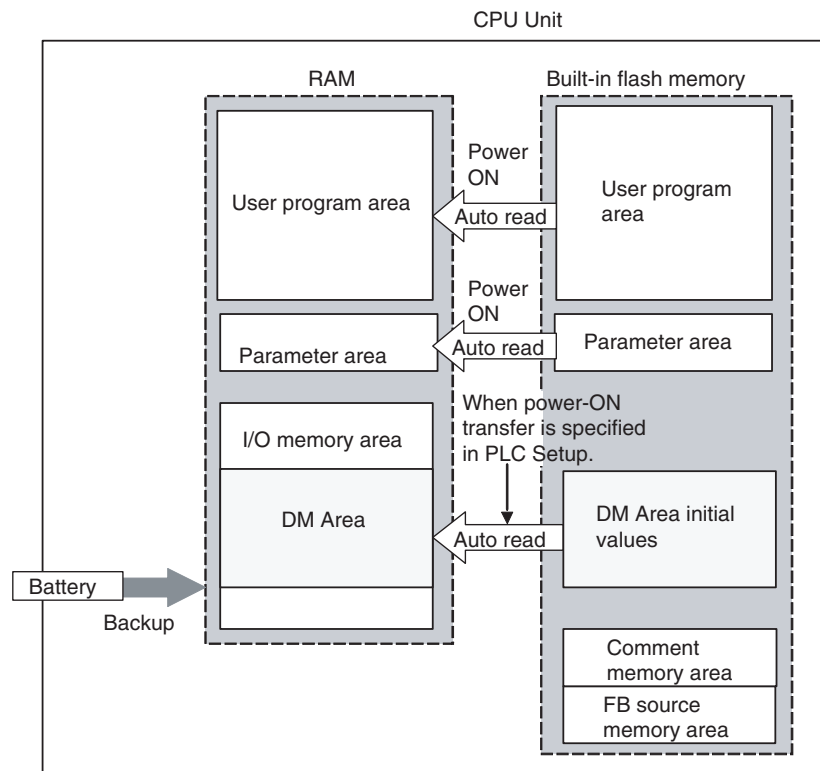 CPU Unit
RAM
Built-in flash memory
User program area
Power
ON
Auto read
User program
area
Parameter area
Power
ON
Auto read
Parameter area
When power-ON
transfer is specified
in PLC Setup.
I/O memory area
DM Area
Auto read
DM Area initial
values
Battery
Backup
Comment
memory area
FB source
memory area